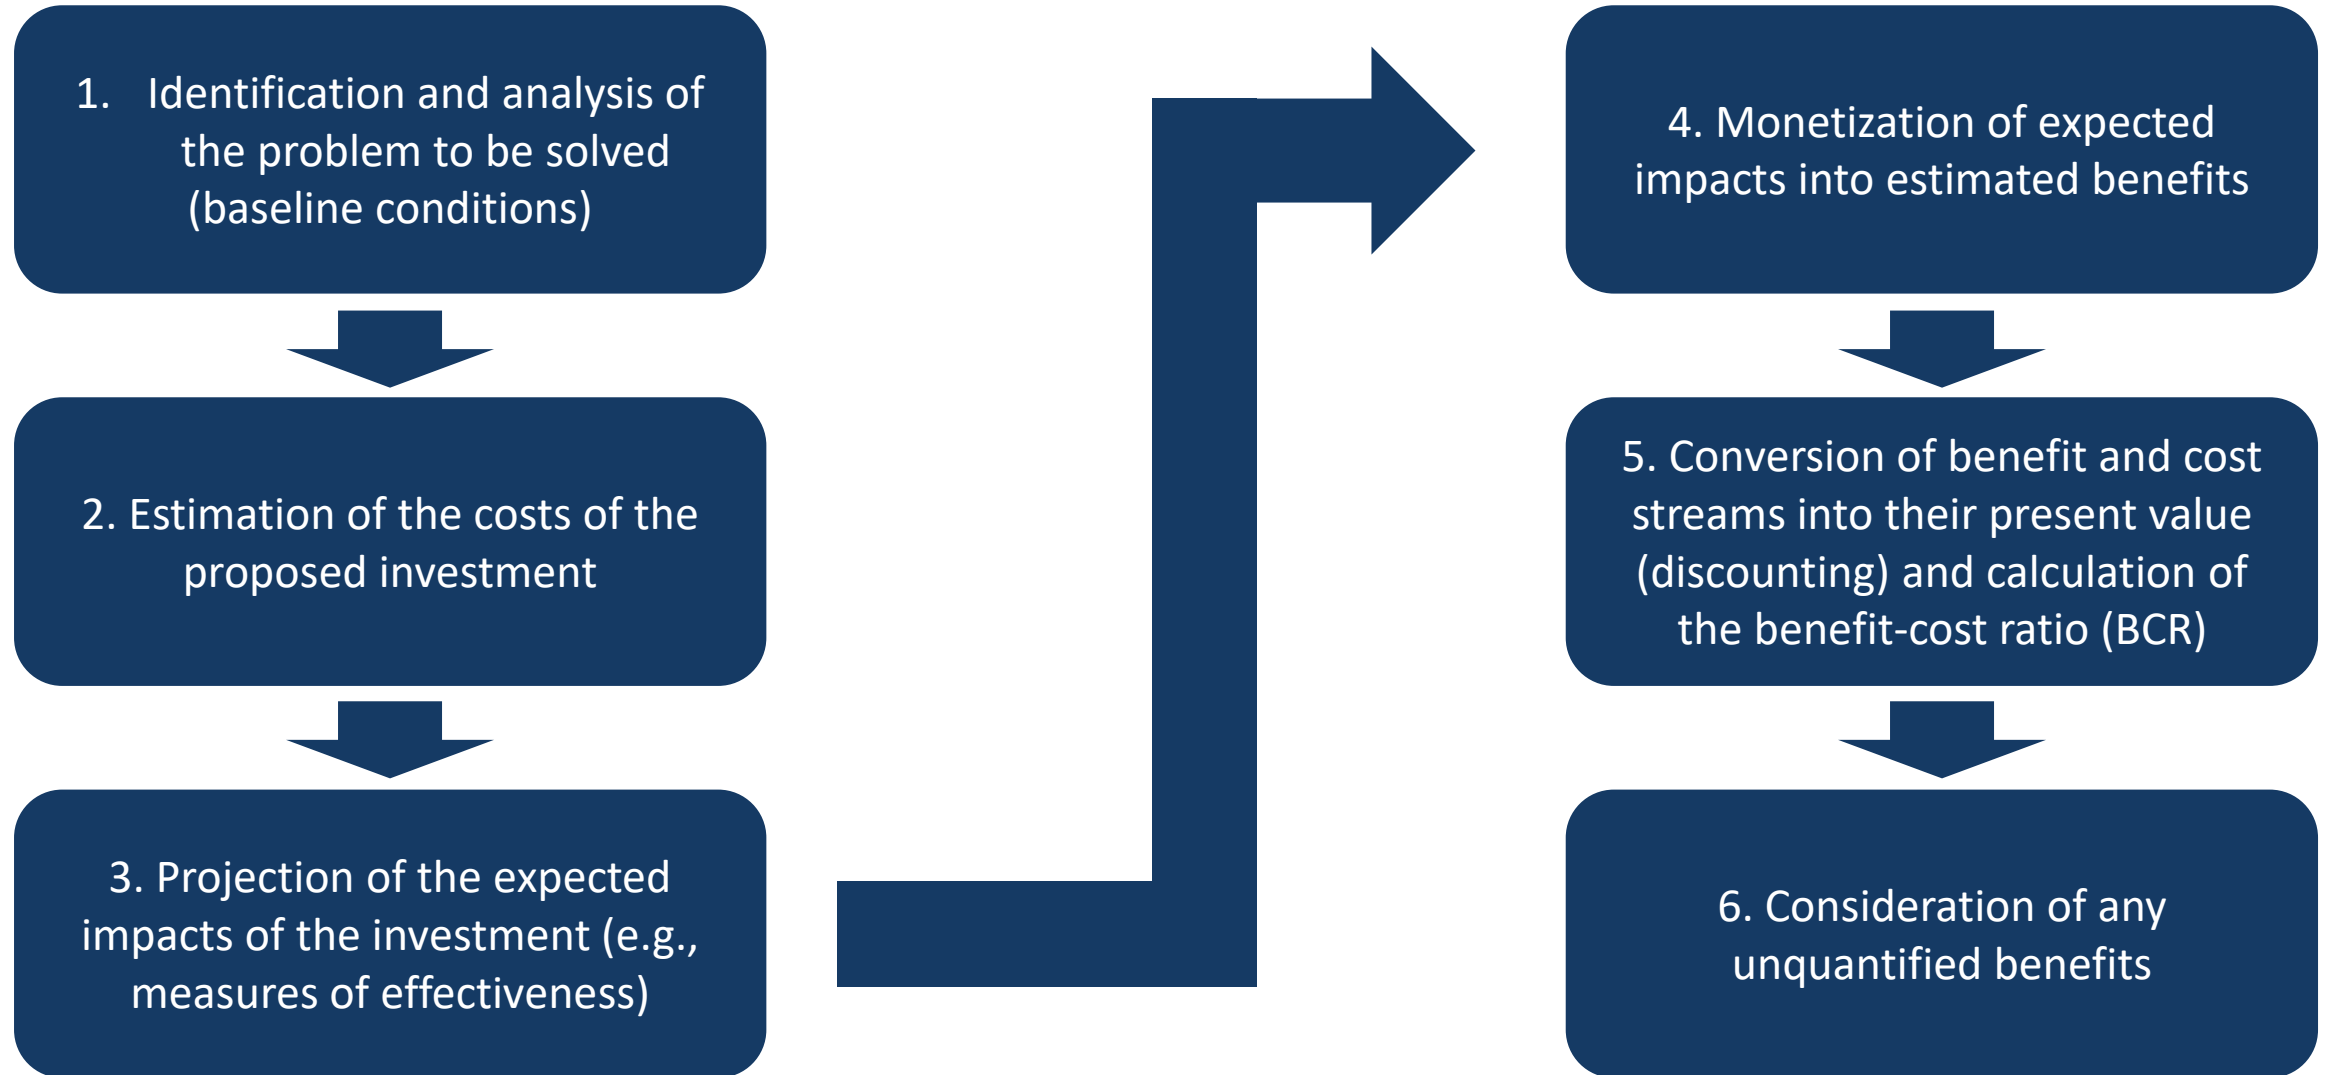 1. Identification and analysis of
the problem to be solved
(baseline conditions)
2. Estimation of the costs of the
proposed investment
3. Projection of the expected
impacts of the investment (e.g.,
measures of effectiveness)
4. Monetization of expected
impacts into estimated benefits
5. Conversion of benefit and cost
streams into their present value
(discounting) and calculation of
the benefit-cost ratio (BCR)
6. Consideration of any
unquantified benefits